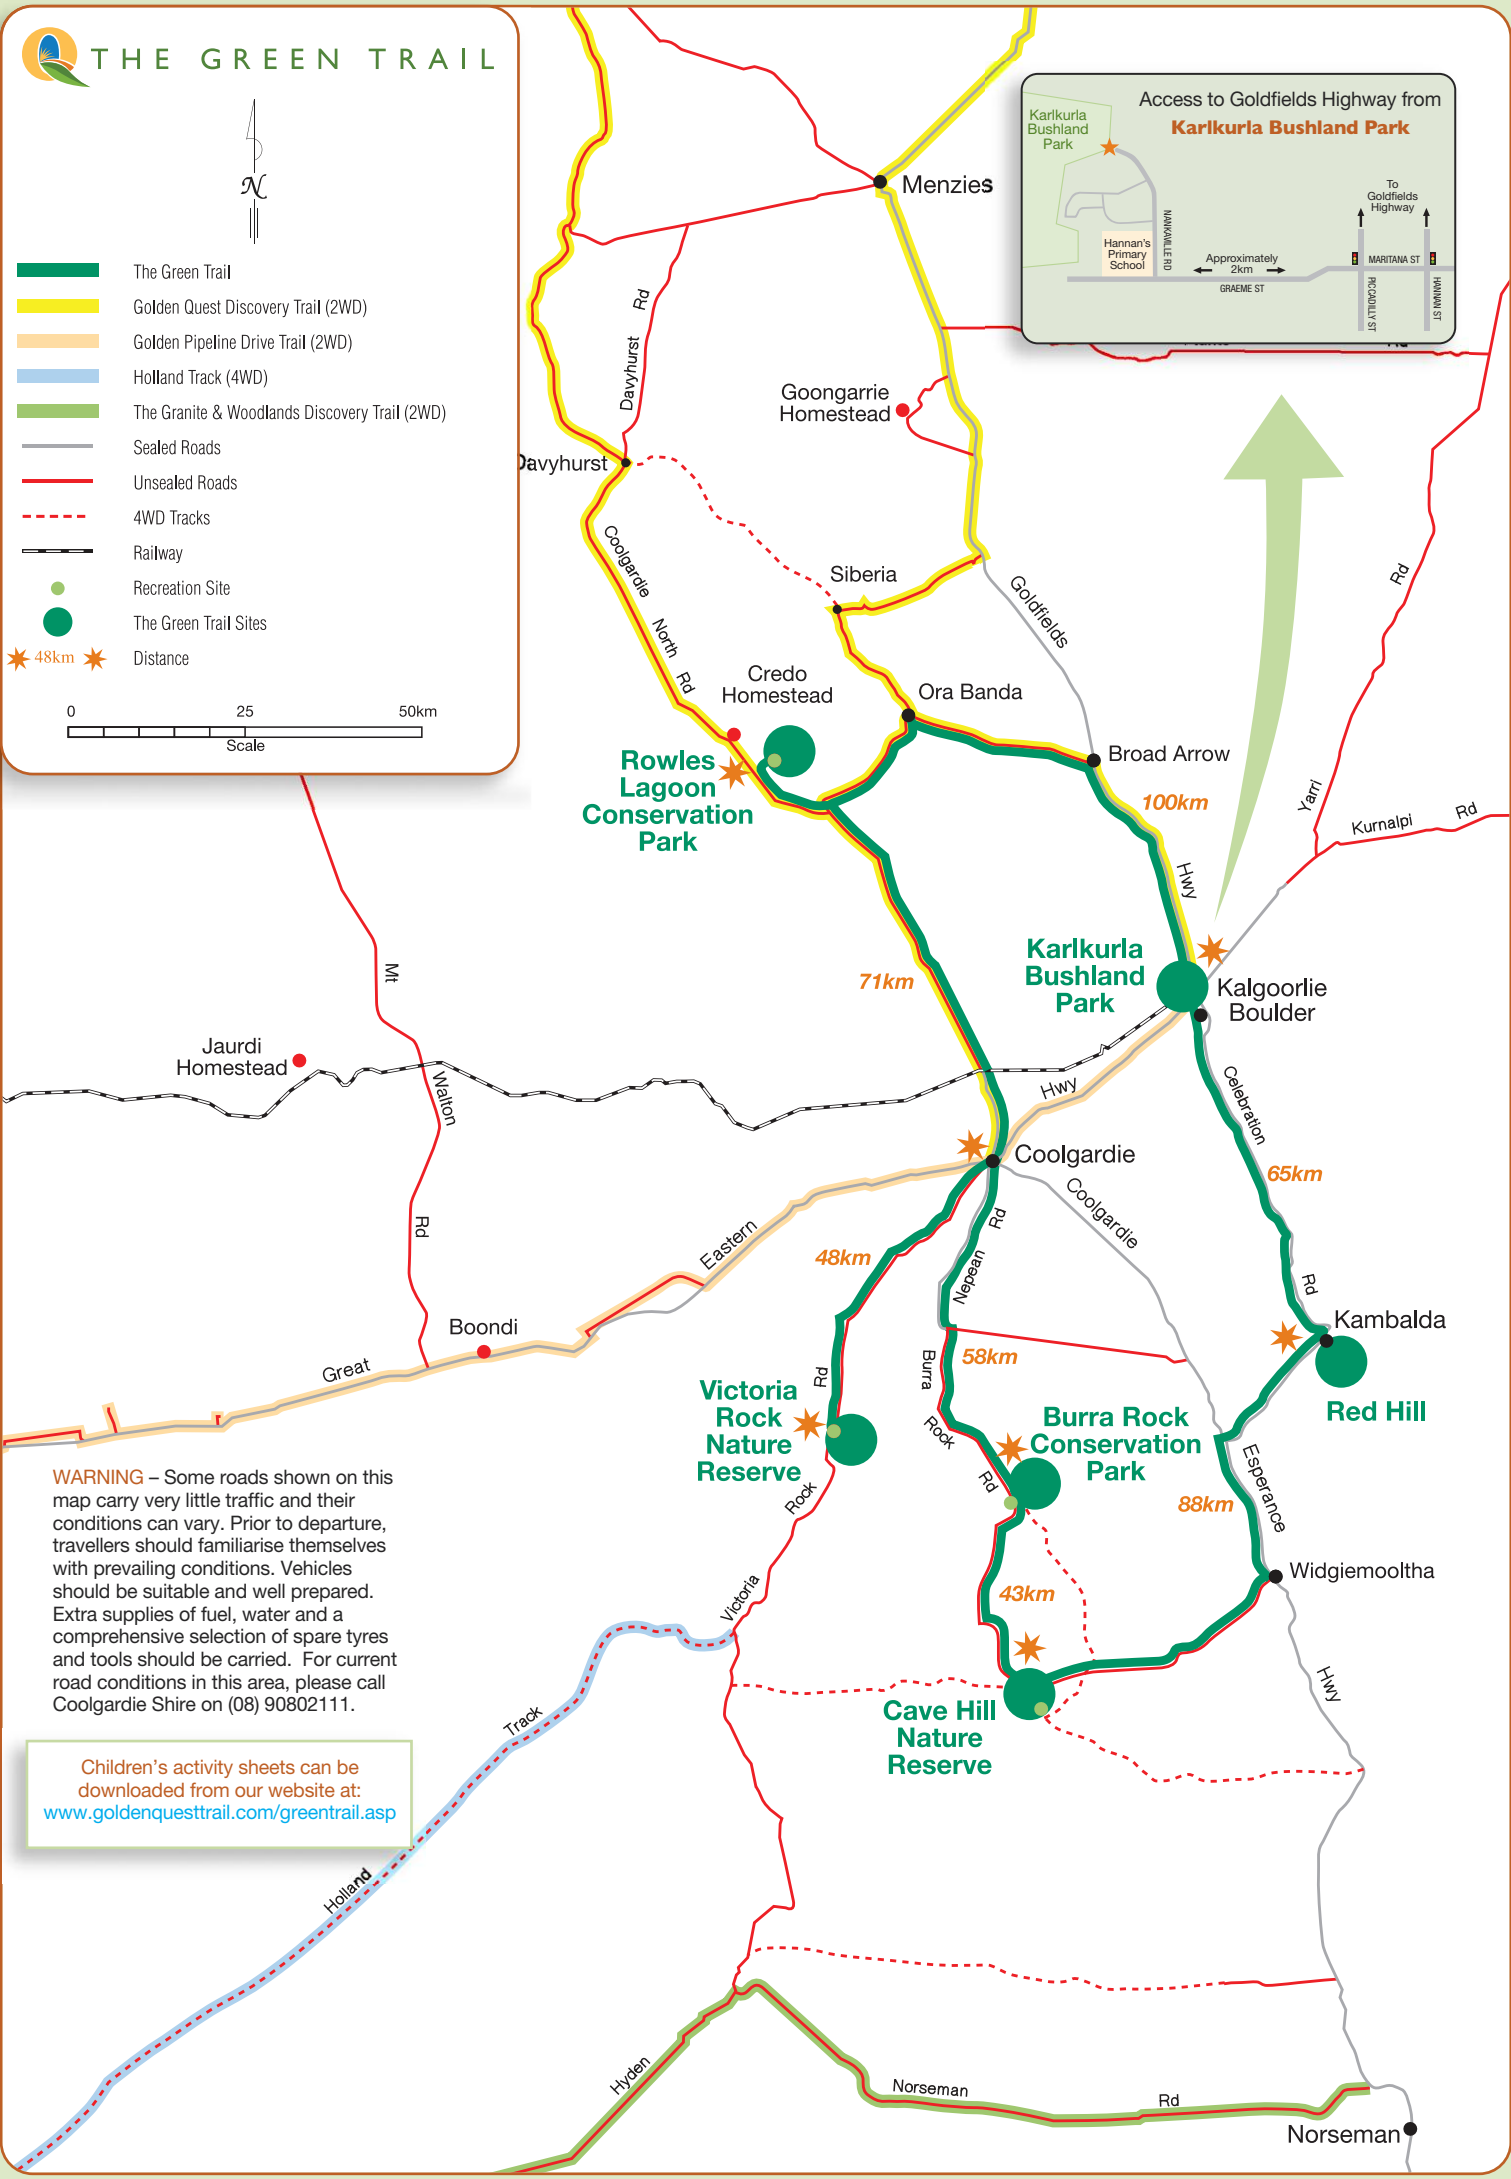 THE GREEN TRAIL
N
The Green Trail
Golden Quest Discovery Trail (2WD)
Golden Pipeline Drive Trail (2WD)
Holland Track (4WD)
The Granite & Woodlands Discovery Trail (2WD)
Sealed Roads
Unsealed Roads
4WD Tracks
Railway
Recreation Site
The Green Trail Sites
48km
Distance
0 25 50km
Scale
Access to Goldfields Highway from
Karlkurla Bushland Park
Karlkurla
Bushland
Park
To
Goldfields
Highway
NANKAVILLE RD
Hannan's
Primary
School
Approximately
2km
GRAEME ST
MARITANA ST
PICCADILLY ST
HANNAN ST
Menzies
Davyhurst Rd
Goongarrie
Homestead
Rd
Davyhurst
Coolgardie North Rd
Siberia
Goldfields
Rd
Credo
Homestead
Ora Banda
Broad Arrow
Rowles
Lagoon
Conservation
Park
100km
Yarri
Kurnalpi Rd
Hwy
Karlkurla
Bushland
Park
71km
Kalgoorlie
Boulder
Mt
Jaurdi
Homestead
Walton
Hwy
Celebration
Coolgardie
65km
Coolgardie
Rd
Rd
Eastern
48km
Nepean
Rd
Boondi
Kambalda
Great
Burra
58km
Rd
Victoria
Rock
Nature
Reserve
Burra Rock
Conservation
Park
Red Hill
Rock
Rd
Esperance
88km
Rock
WARNING – Some roads shown on this
map carry very little traffic and their
conditions can vary. Prior to departure,
travellers should familiarise themselves
with prevailing conditions. Vehicles
should be suitable and well prepared.
Extra supplies of fuel, water and a
comprehensive selection of spare tyres
and tools should be carried. For current
road conditions in this area, please call
Coolgardie Shire on (08) 90802111.
Widgiemooltha
43km
Victoria
Hwy
Track
Cave Hill
Nature
Reserve
Children's activity sheets can be
downloaded from our website at:
www.goldenquesttrail.com/greentrail.asp
Holland
Hyden
Norseman
Rd
Norseman